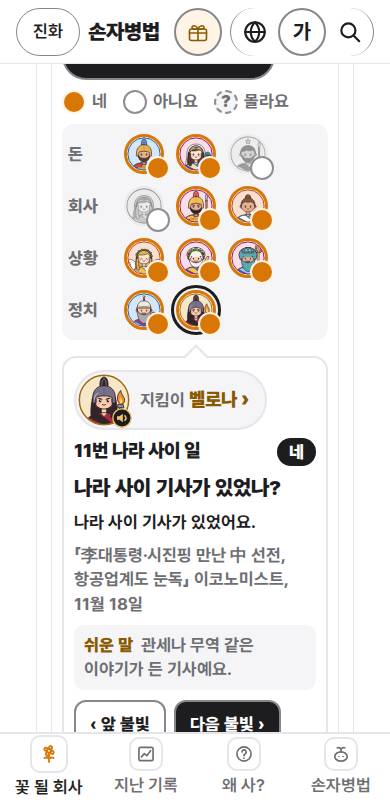 진화 손자병법 가
네 아니요 ? 몰라요
돈
회사
상황
정치
지킴이 벨로나 ›
11번 나라 사이 일 네
나라 사이 기사가 있었나?
나라 사이 기사가 있었어요.
「李대통령·시진핑 만난 中 선전,
항공업계도 눈독」 이코노미스트,
11월 18일
쉬운 말 관세나 무역 같은
이야기가 든 기사예요.
‹ 앞 불빛 다음 불빛 ›
꽃 필 회사 지난 기록 왜 사? 손자병법